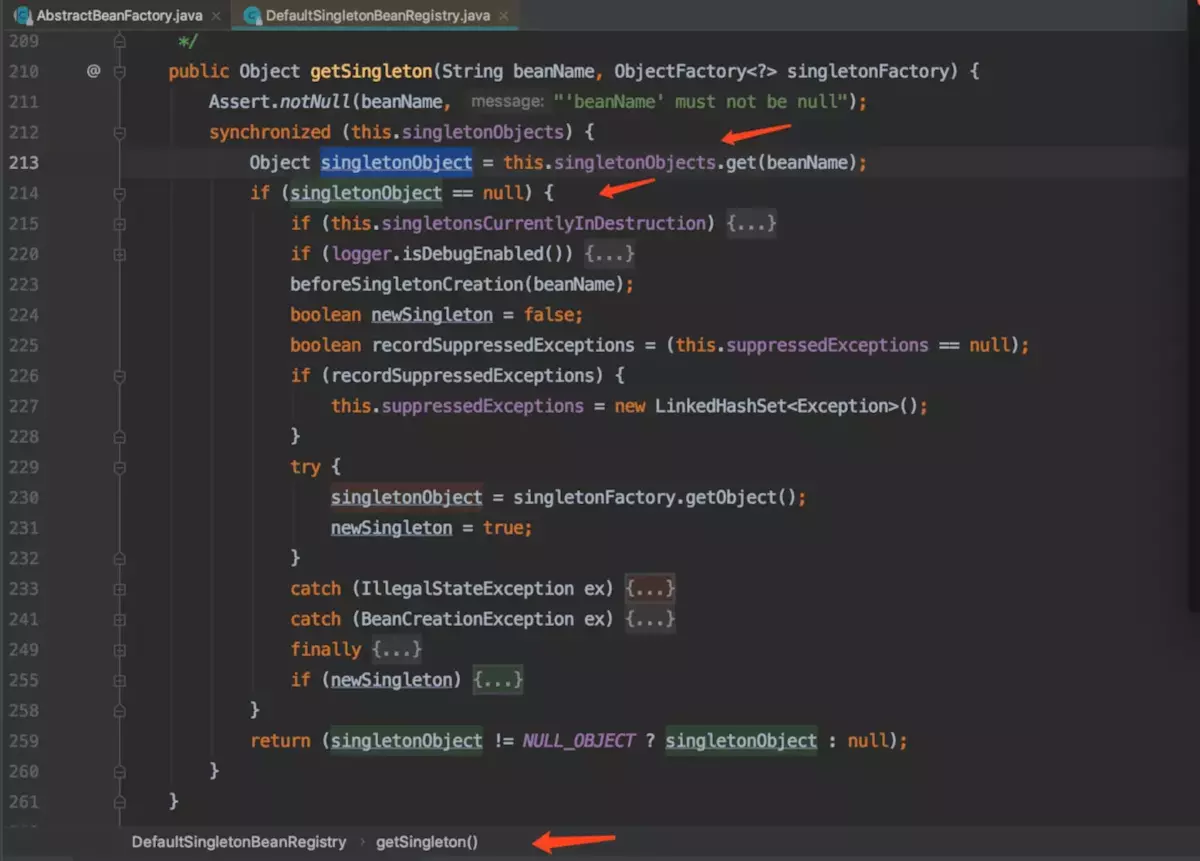 AbstractBeanFactory.java × DefaultSingletonBeanRegistry.java ×
209 */
210 @ public Object getSingleton(String beanName, ObjectFactory<?> singletonFactory) {
211 Assert.notNull(beanName, message: "'beanName' must not be null");
212 synchronized (this.singletonObjects) {
213 Object singletonObject = this.singletonObjects.get(beanName);
214 if (singletonObject == null) {
215 if (this.singletonsCurrentlyInDestruction) {...}
220 if (logger.isDebugEnabled()) {...}
223 beforeSingletonCreation(beanName);
224 boolean newSingleton = false;
225 boolean recordSuppressedExceptions = (this.suppressedExceptions == null);
226 if (recordSuppressedExceptions) {
227 this.suppressedExceptions = new LinkedHashSet<Exception>();
228 }
229 try {
230 singletonObject = singletonFactory.getObject();
231 newSingleton = true;
232 }
233 catch (IllegalStateException ex) {...}
241 catch (BeanCreationException ex) {...}
249 finally {...}
255 if (newSingleton) {...}
258 }
259 return (singletonObject != NULL_OBJECT ? singletonObject : null);
260 }
261 }
DefaultSingletonBeanRegistry › getSingleton()